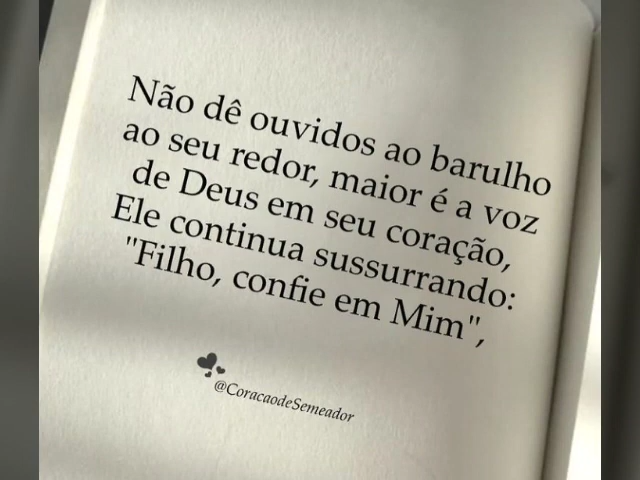 Não dê ouvidos ao barulho
ao seu redor, maior é a voz
de Deus em seu coração,
Ele continua sussurrando:
"Filho, confie em Mim",
@CoracaodeSemeador